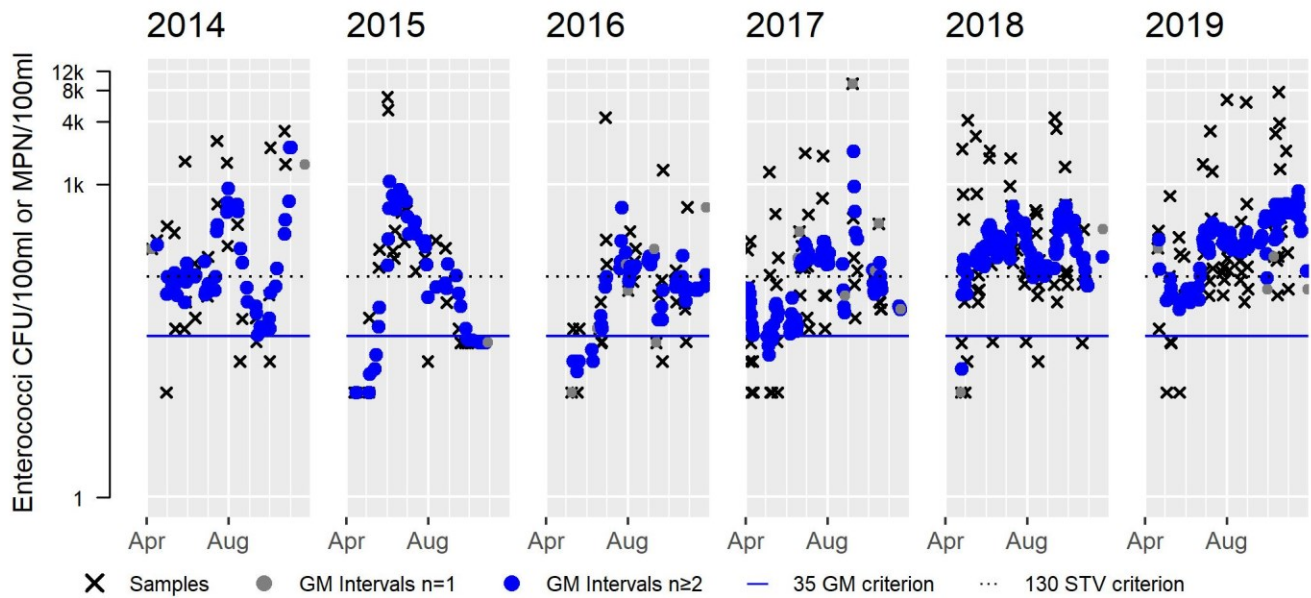 2014 2015 2016 2017 2018 2019
Enterococci CFU/100ml or MPN/100ml
12k
8k
4k
1k
1
Apr Aug Apr Aug Apr Aug Apr Aug Apr Aug Apr Aug
Samples GM Intervals n=1 GM Intervals n≥2 35 GM criterion 130 STV criterion